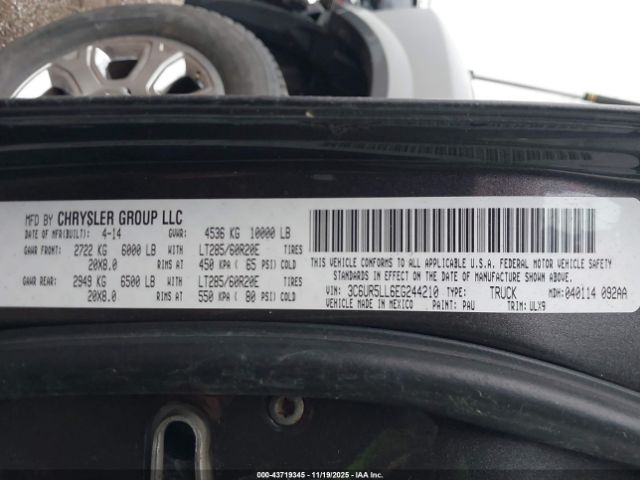 MFD BY CHRYSLER GROUP LLC
DATE OF MFR(BUILT): 4-14 GVWR: 4536 KG 10000 LB
GAWR FRONT: 2722 KG 6000 LB WITH LT285/60R20E TIRES
20X8.0 RIMS AT 450 KPA ( 65 PSI) COLD
GAWR REAR: 2949 KG 6500 LB WITH LT285/60R20E TIRES
20X8.0 RIMS AT 550 KPA ( 80 PSI) COLD
THIS VEHICLE CONFORMS TO ALL APPLICABLE U.S.A. FEDERAL MOTOR VEHICLE SAFETY
STANDARDS IN EFFECT ON THE DATE OF MANUFACTURE SHOWN ABOVE.
VIN: 3C6UR5LL6EG244210 TYPE: TRUCK MDH: 040114 092AA
VEHICLE MADE IN MEXICO PAINT: PAU TRIM: ULX9
000-43719345 - 11/19/2025 - IAA Inc.